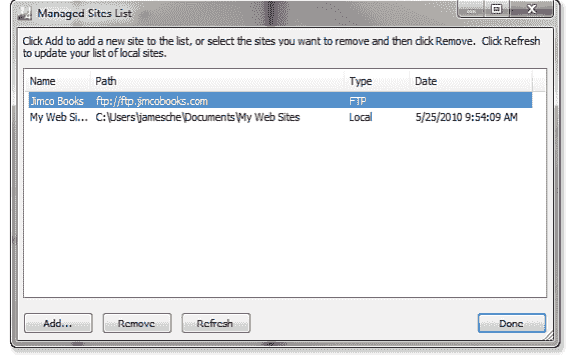 Managed Sites List
Click Add to add a new site to the list, or select the sites you want to remove and then click Remove. Click Refresh
to update your list of local sites.
Name Path Type Date
Jimco Books ftp://ftp.jimcobooks.com FTP
My Web Si... C:\Users\jamesche\Documents\My Web Sites Local 5/25/2010 9:54:09 AM
Add... Remove Refresh Done